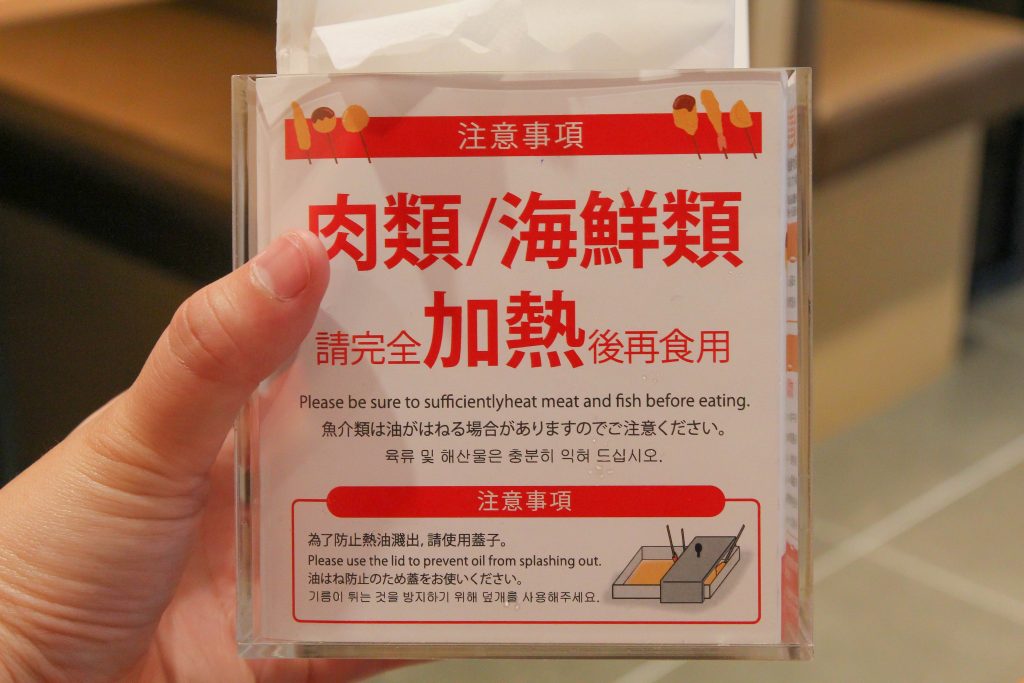 注意事項
肉類/海鮮類
請完全加熱後再食用
Please be sure to sufficientlyheat meat and fish before eating.
魚介類は油がはねる場合がありますのでご注意ください。
육류 및 해산물은 충분히 익혀 드십시오.
注意事項
為了防止熱油濺出, 請使用蓋子。
Please use the lid to prevent oil from splashing out.
油はね防止のため蓋をお使いください。
기름이 튀는 것을 방지하기 위해 덮개를 사용해주세요.